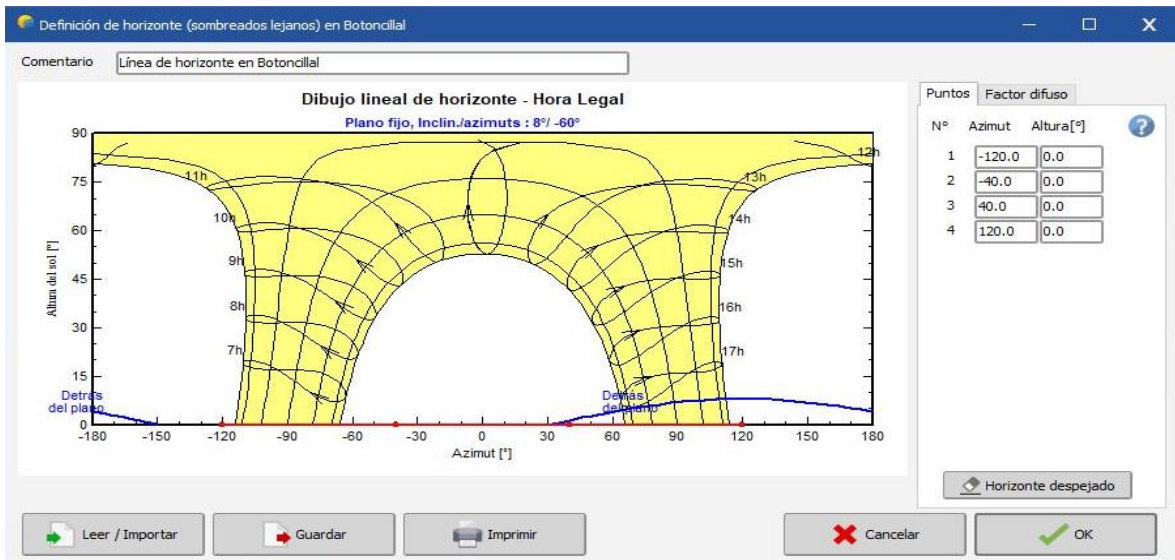 Definición de horizonte (sombreados lejanos) en Botoncillal
Comentario Línea de horizonte en Botoncillal
Dibujo lineal de horizonte - Hora Legal
Plano fijo, Inclin./azimuts : 8°/ -60°
Altura del sol [°]
90
75
60
45
30
15
0
-180 -150 -120 -90 -60 -30 0 30 60 90 120 150 180
Azimut [°]
7h
8h
9h
10h
11h
12h
13h
14h
15h
16h
17h
Detrás
del plano
Detrás
del plano
Puntos Factor difuso
N° Azimut Altura[°]
1 -120.0 0.0
2 -40.0 0.0
3 40.0 0.0
4 120.0 0.0
Horizonte despejado
Leer / Importar Guardar Imprimir Cancelar OK